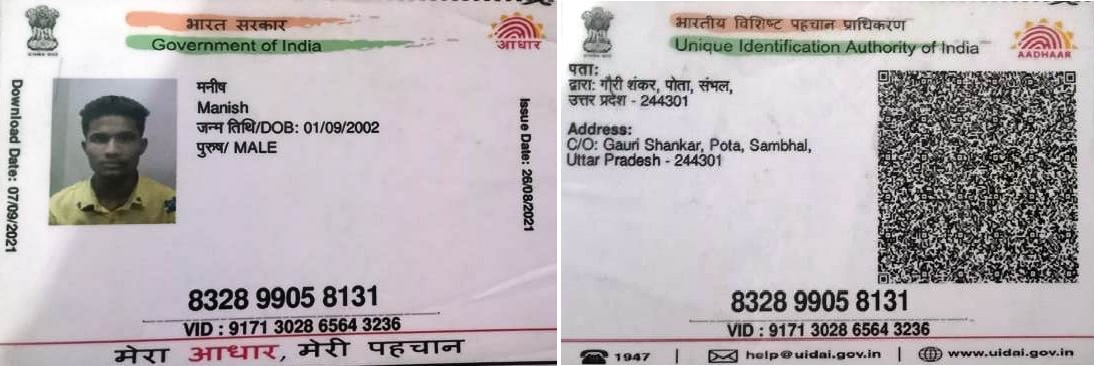 भारत सरकार
Government of India
आधार
Download Date: 07/09/2021
मनीष
Manish
जन्म तिथि/DOB: 01/09/2002
पुरुष/ MALE
Issue Date: 26/08/2021
8328 9905 8131
VID : 9171 3028 6564 3236
मेरा आधार, मेरी पहचान
भारतीय विशिष्ट पहचान प्राधिकरण
Unique Identification Authority of India
AADHAAR
पता:
द्वारा: गौरी शंकर, पोता, संभल,
उत्तर प्रदेश - 244301
Address:
C/O: Gauri Shankar, Pota, Sambhal,
Uttar Pradesh - 244301
8328 9905 8131
VID : 9171 3028 6564 3236
1947 | help@uidai.gov.in | www.uidai.gov.in